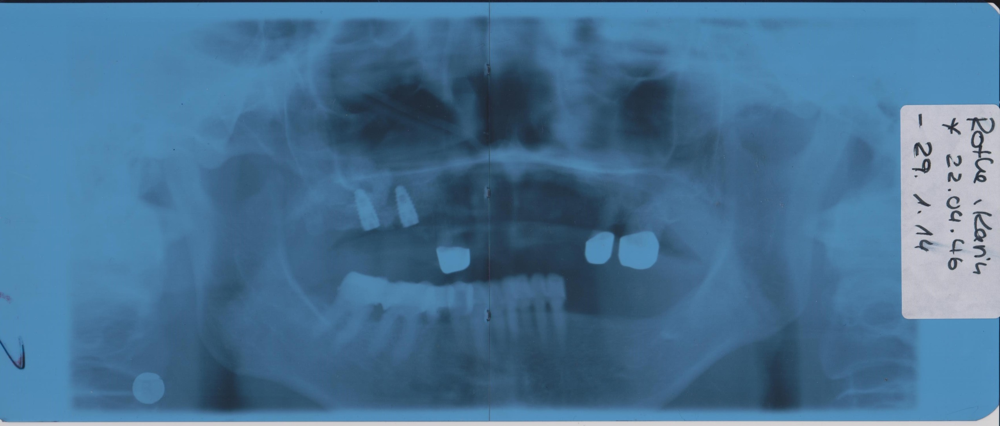 Rothe, Karin
* 22.04.46
- 29.1.14